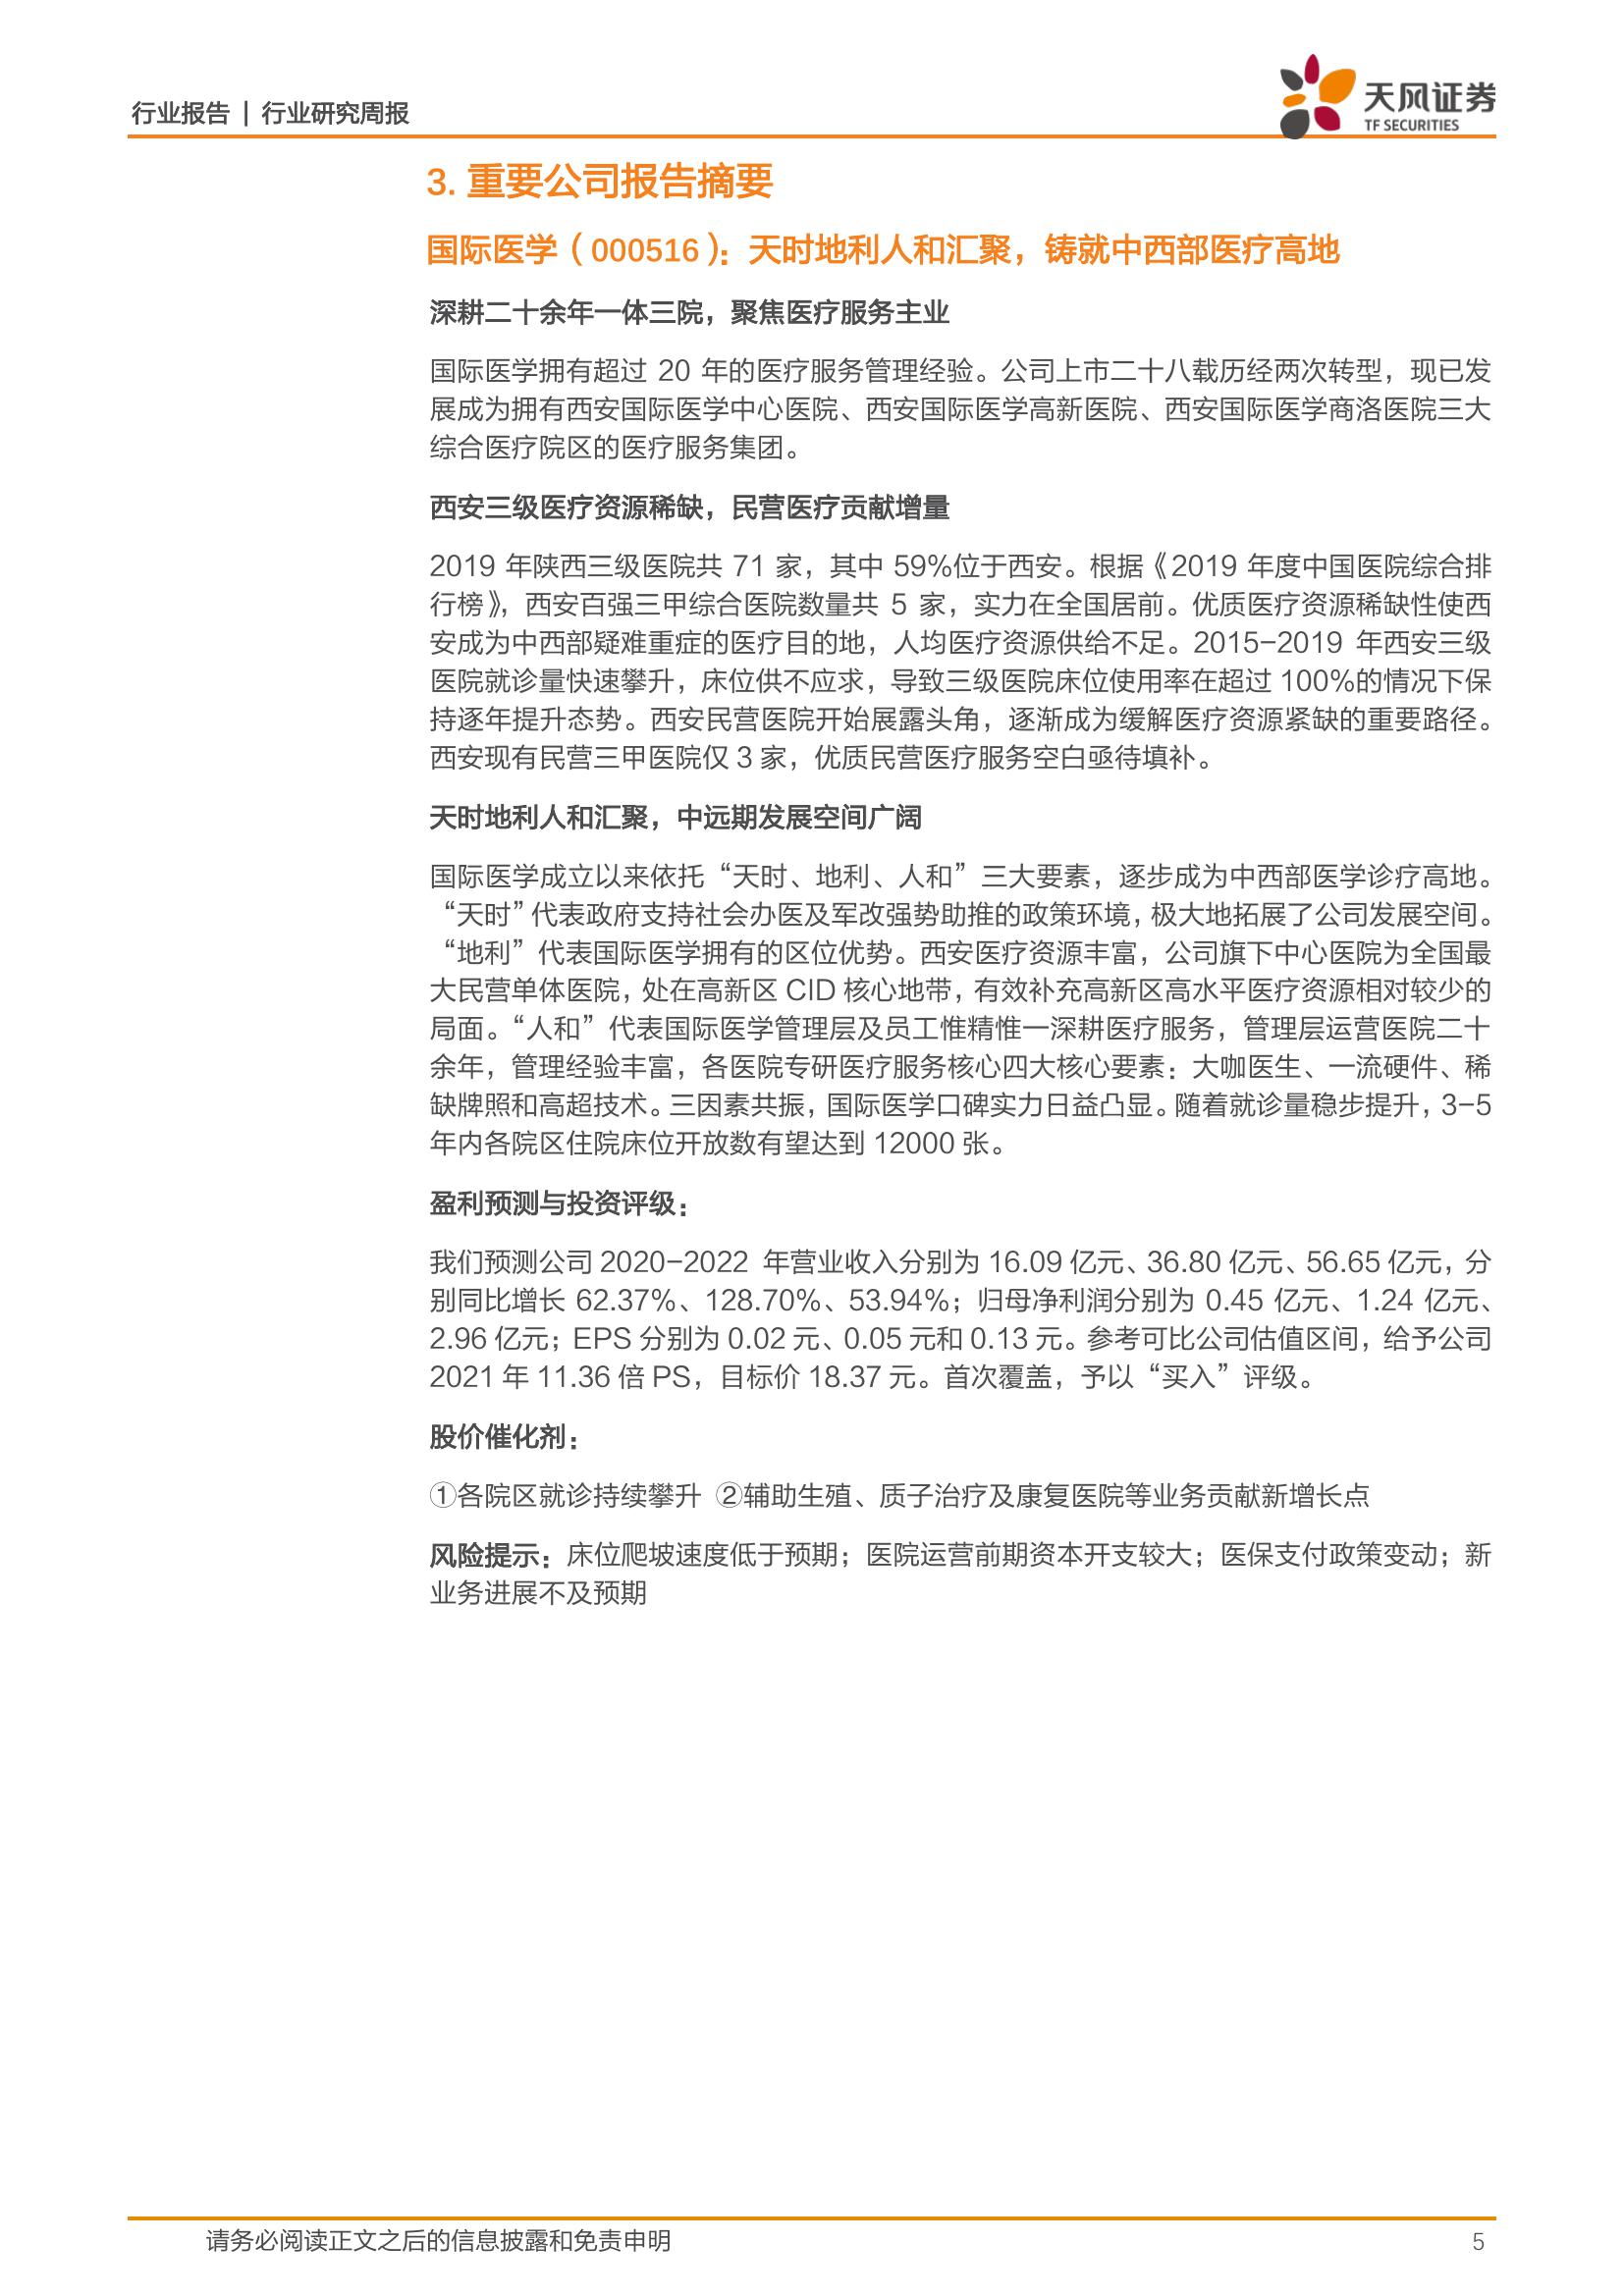 行业报告 | 行业研究周报
天风证券
TF SECURITIES
3. 重要公司报告摘要
国际医学（000516）：天时地利人和汇聚，铸就中西部医疗高地
深耕二十余年一体三院，聚焦医疗服务主业
国际医学拥有超过 20 年的医疗服务管理经验。公司上市二十八载历经两次转型，现已发
展成为拥有西安国际医学中心医院、西安国际医学高新医院、西安国际医学商洛医院三大
综合医疗院区的医疗服务集团。
西安三级医疗资源稀缺，民营医疗贡献增量
2019 年陕西三级医院共 71 家，其中 59%位于西安。根据《2019 年度中国医院综合排
行榜》，西安百强三甲综合医院数量共 5 家，实力在全国居前。优质医疗资源稀缺性使西
安成为中西部疑难重症的医疗目的地，人均医疗资源供给不足。2015-2019 年西安三级
医院就诊量快速攀升，床位供不应求，导致三级医院床位使用率在超过 100%的情况下保
持逐年提升态势。西安民营医院开始展露头角，逐渐成为缓解医疗资源紧缺的重要路径。
西安现有民营三甲医院仅 3 家，优质民营医疗服务空白亟待填补。
天时地利人和汇聚，中远期发展空间广阔
国际医学成立以来依托“天时、地利、人和”三大要素，逐步成为中西部医学诊疗高地。
“天时”代表政府支持社会办医及军改强势助推的政策环境，极大地拓展了公司发展空间。
“地利”代表国际医学拥有的区位优势。西安医疗资源丰富，公司旗下中心医院为全国最
大民营单体医院，处在高新区 CID 核心地带，有效补充高新区高水平医疗资源相对较少的
局面。“人和”代表国际医学管理层及员工惟精惟一深耕医疗服务，管理层运营医院二十
余年，管理经验丰富，各医院专研医疗服务核心四大核心要素：大咖医生、一流硬件、稀
缺牌照和高超技术。三因素共振，国际医学口碑实力日益凸显。随着就诊量稳步提升，3-5
年内各院区住院床位开放数有望达到 12000 张。
盈利预测与投资评级：
我们预测公司 2020-2022 年营业收入分别为 16.09 亿元、36.80 亿元、56.65 亿元，分
别同比增长 62.37%、128.70%、53.94%；归母净利润分别为 0.45 亿元、1.24 亿元、
2.96 亿元；EPS 分别为 0.02 元、0.05 元和 0.13 元。参考可比公司估值区间，给予公司
2021 年 11.36 倍 PS，目标价 18.37 元。首次覆盖，予以“买入”评级。
股价催化剂：
①各院区就诊持续攀升 ②辅助生殖、质子治疗及康复医院等业务贡献新增长点
风险提示：床位爬坡速度低于预期；医院运营前期资本开支较大；医保支付政策变动；新
业务进展不及预期
请务必阅读正文之后的信息披露和免责申明
5